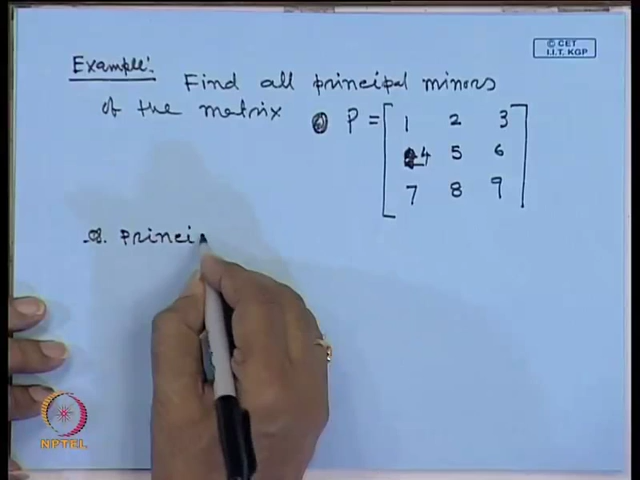 Example: Find all principal minors
© CET
I.I.T. KGP
of the matrix P = [ 1 2 3
4 5 6
7 8 9 ]
Princi
NPTEL